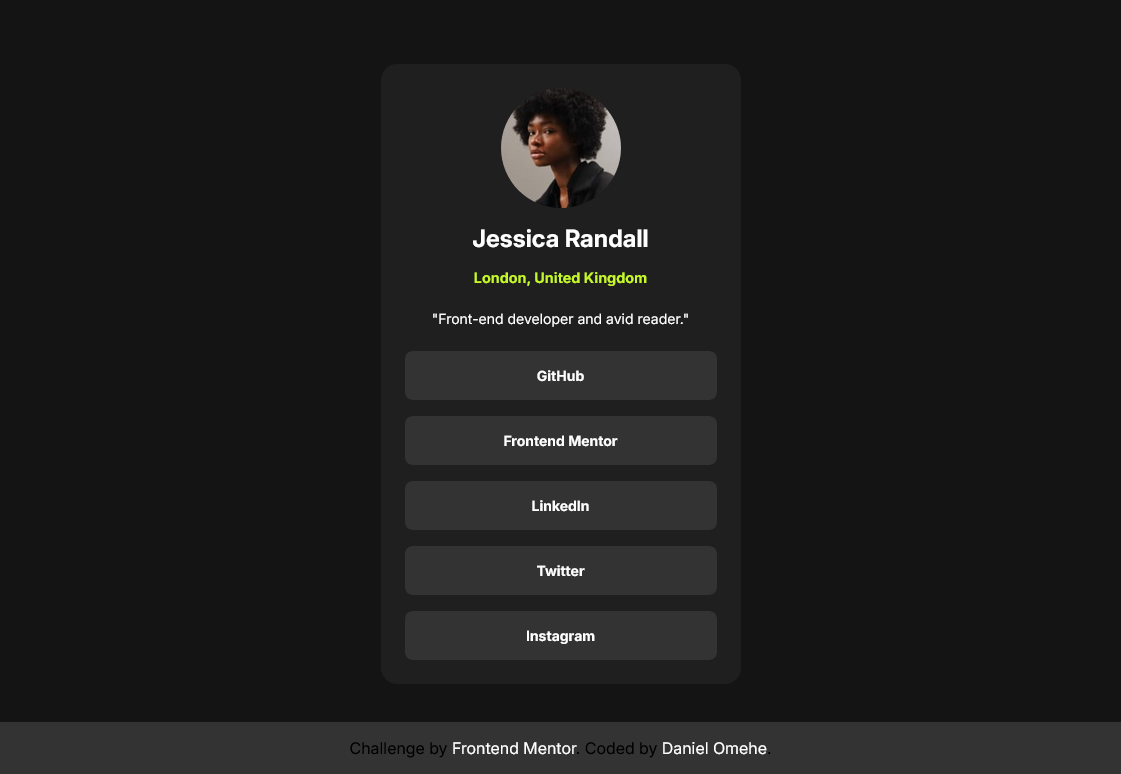 Jessica Randall
London, United Kingdom
"Front-end developer and avid reader."
GitHub
Frontend Mentor
LinkedIn
Twitter
Instagram
Challenge by Frontend Mentor. Coded by Daniel Omehe.